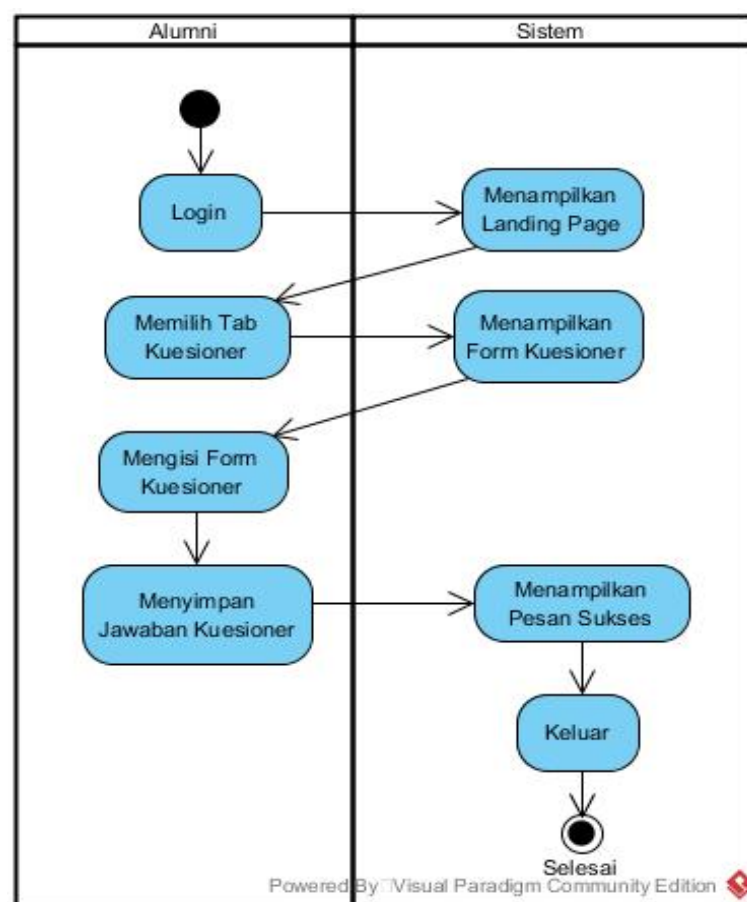 Alumni
Sistem
Login
Menampilkan
Landing Page
Memilih Tab
Kuesioner
Menampilkan
Form Kuesioner
Mengisi Form
Kuesioner
Menyimpan
Jawaban Kuesioner
Menampilkan
Pesan Sukses
Keluar
Selesai
Powered By Visual Paradigm Community Edition